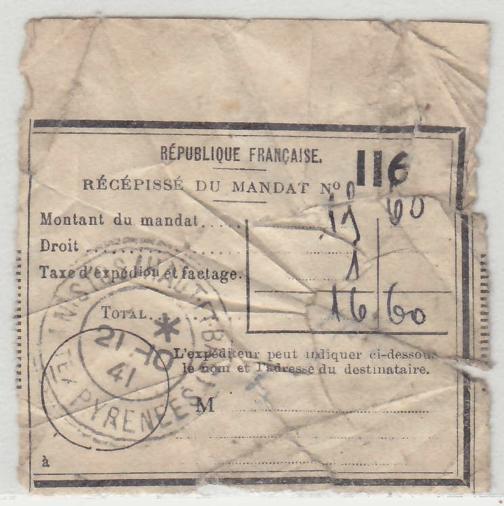 RÉPUBLIQUE FRANÇAISE.
RÉCÉPISSÉ DU MANDAT Nº 116
Montant du mandat..... 15 60
Droit ................ 1
Taxe d'expédion et factage.
TOTAL... 16 60
L'expéditeur peut indiquer ci-dessous
le nom et l'adresse du destinataire.
M
à
21-10
41
PYRENEES